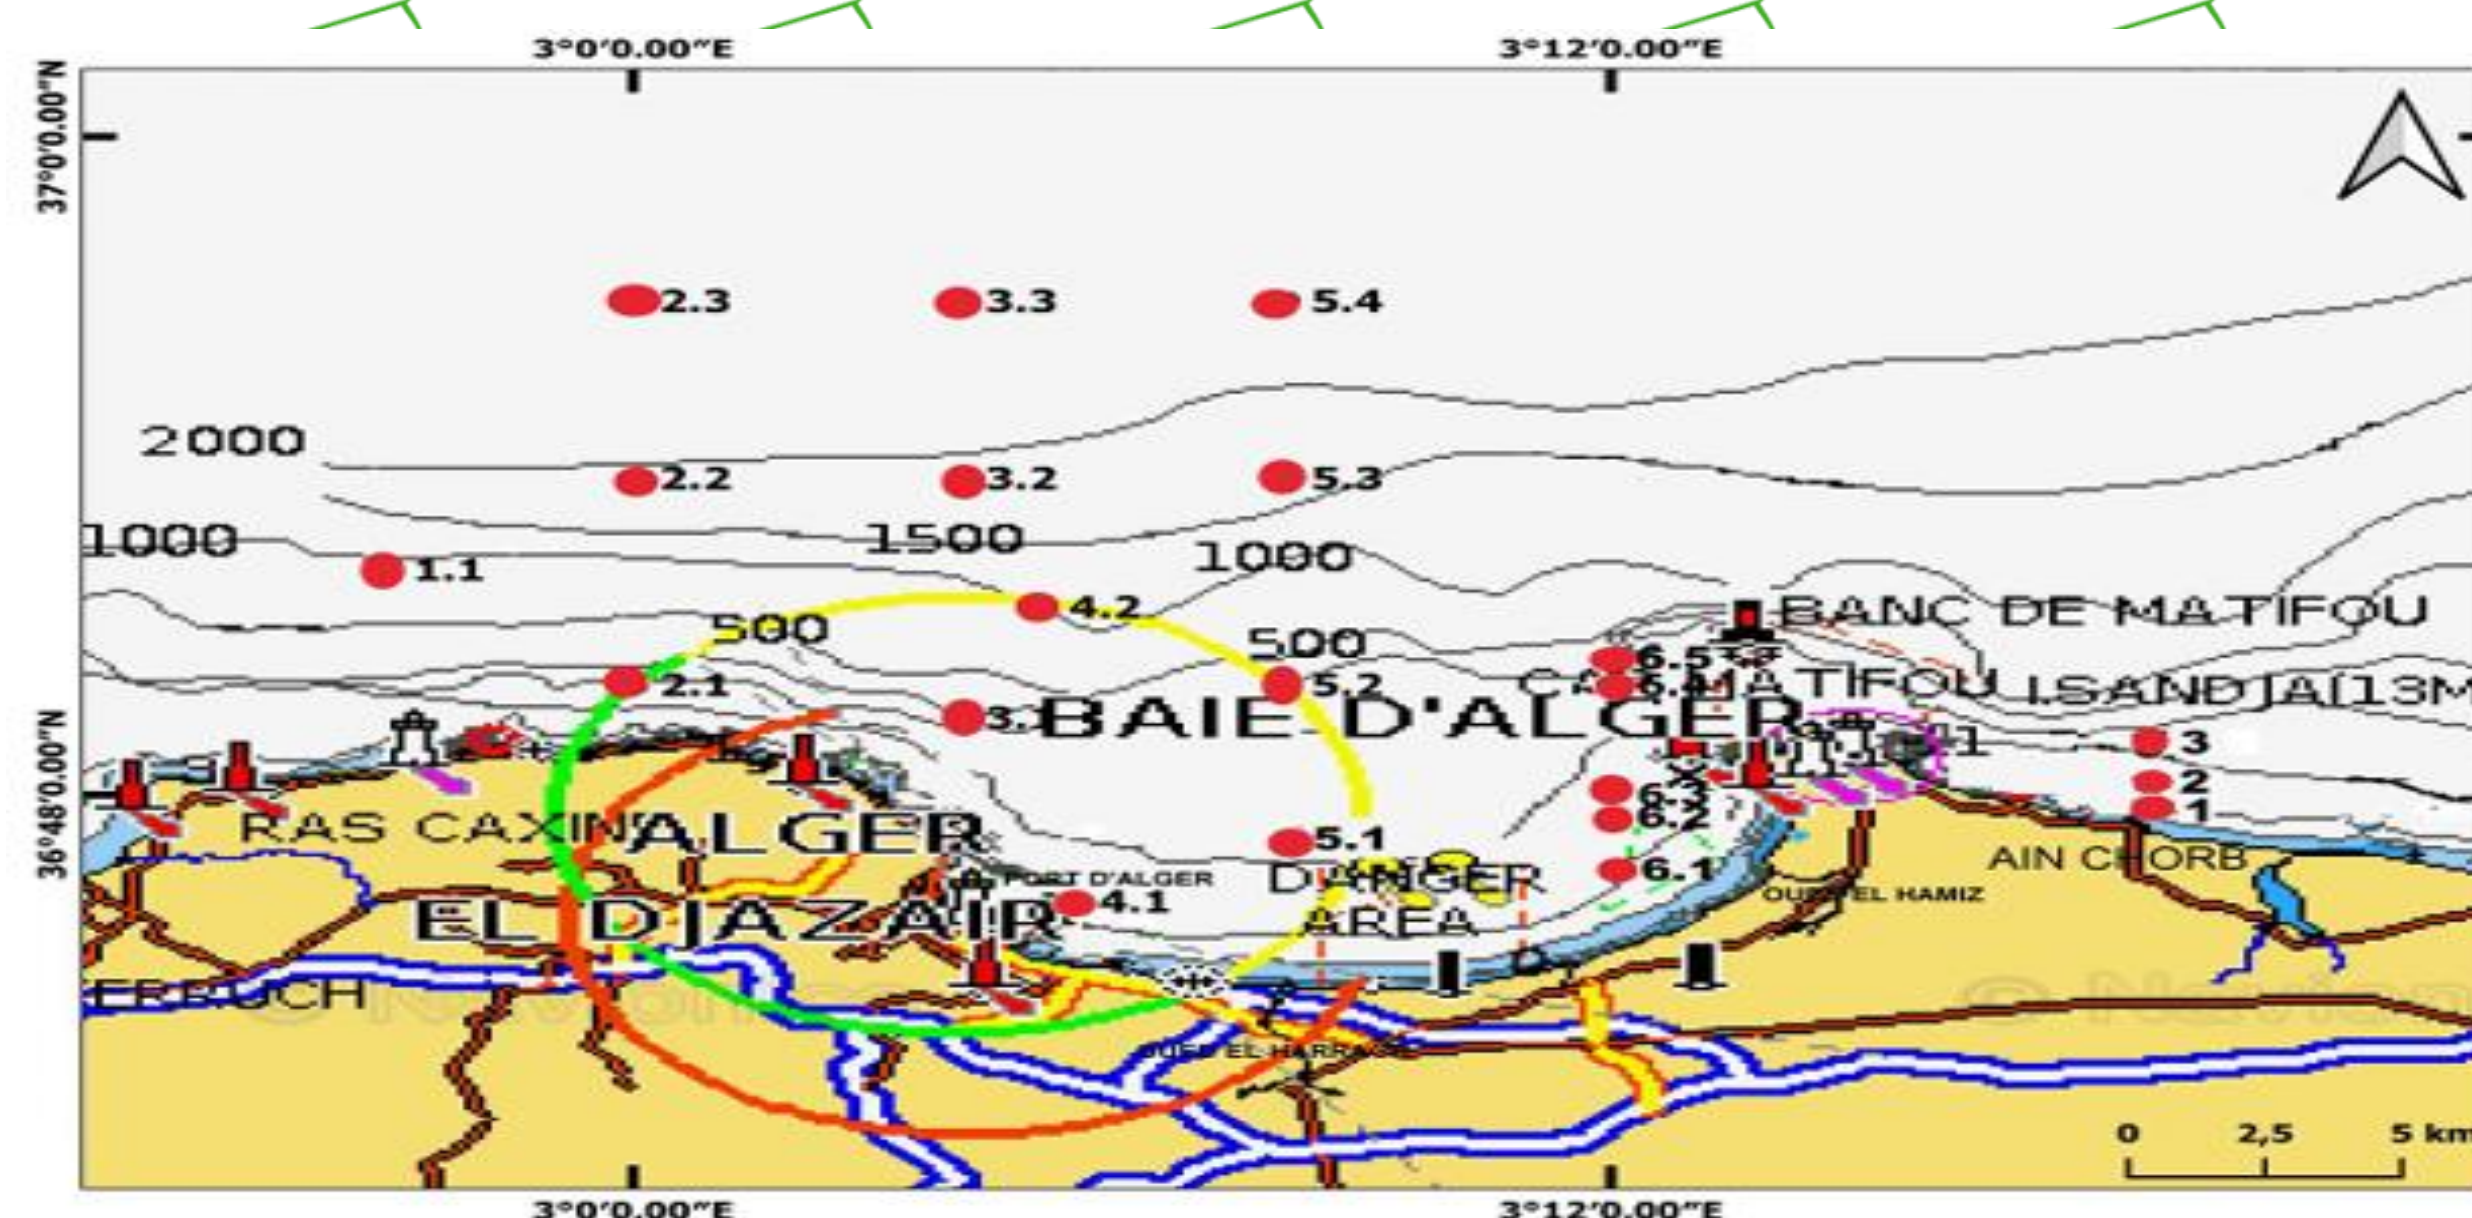 3°0′0.00″E 3°12′0.00″E
37°0′0.00″N
2.3 3.3 5.4
2000
2.2 3.2 5.3
1000 1500 1000
1.1
4.2
500 500
BANC DE MATIFOU
6.5
2.1 5.2 MATIFOU I.SANDJA(13M
BAIE D'ALGER
3
2
1
36°48′0.00″N
RAS CAXINE ALGER
5.1
6.2
6.1
AIN CHORB
PORT D'ALGER DANGER
AREA
4.1
OUED EL HAMIZ
EL DJAZAIR
OUED EL HARRACH
0 2,5 5 km
3°0′0.00″E 3°12′0.00″E